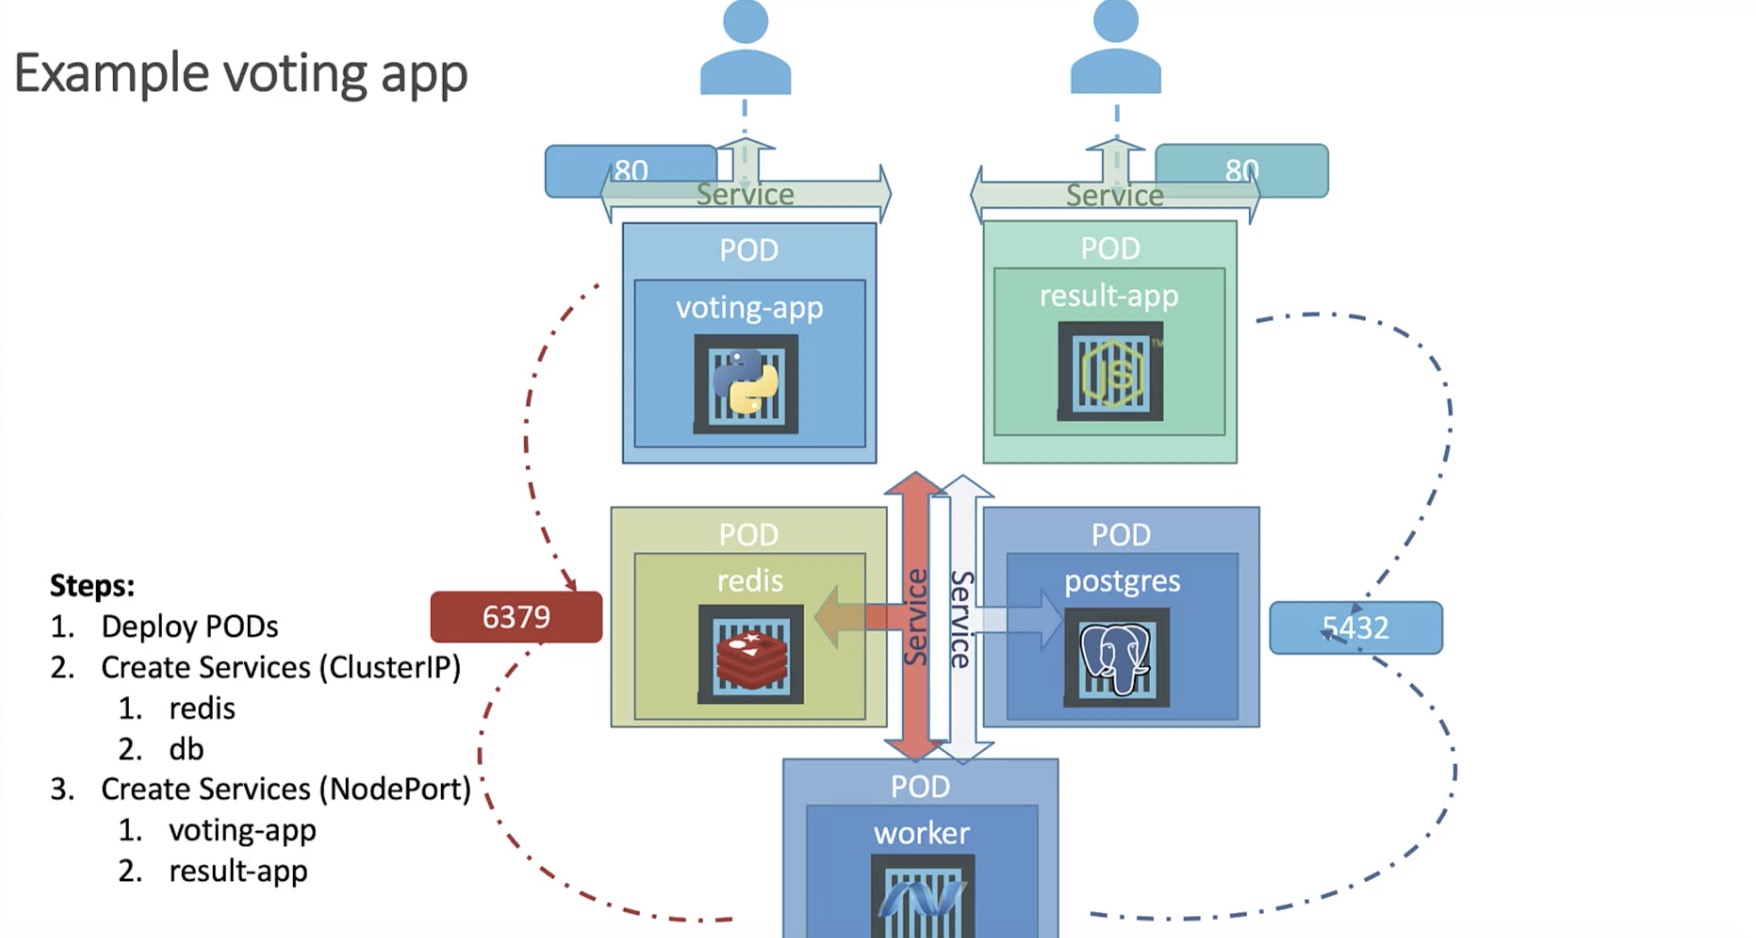 Example voting app
80
Service
80
Service
POD
voting-app
POD
result-app
JS
TM
POD
redis
Service
Service
POD
postgres
6379
5432
POD
worker
Steps:
1. Deploy PODs
2. Create Services (ClusterIP)
1. redis
2. db
3. Create Services (NodePort)
1. voting-app
2. result-app